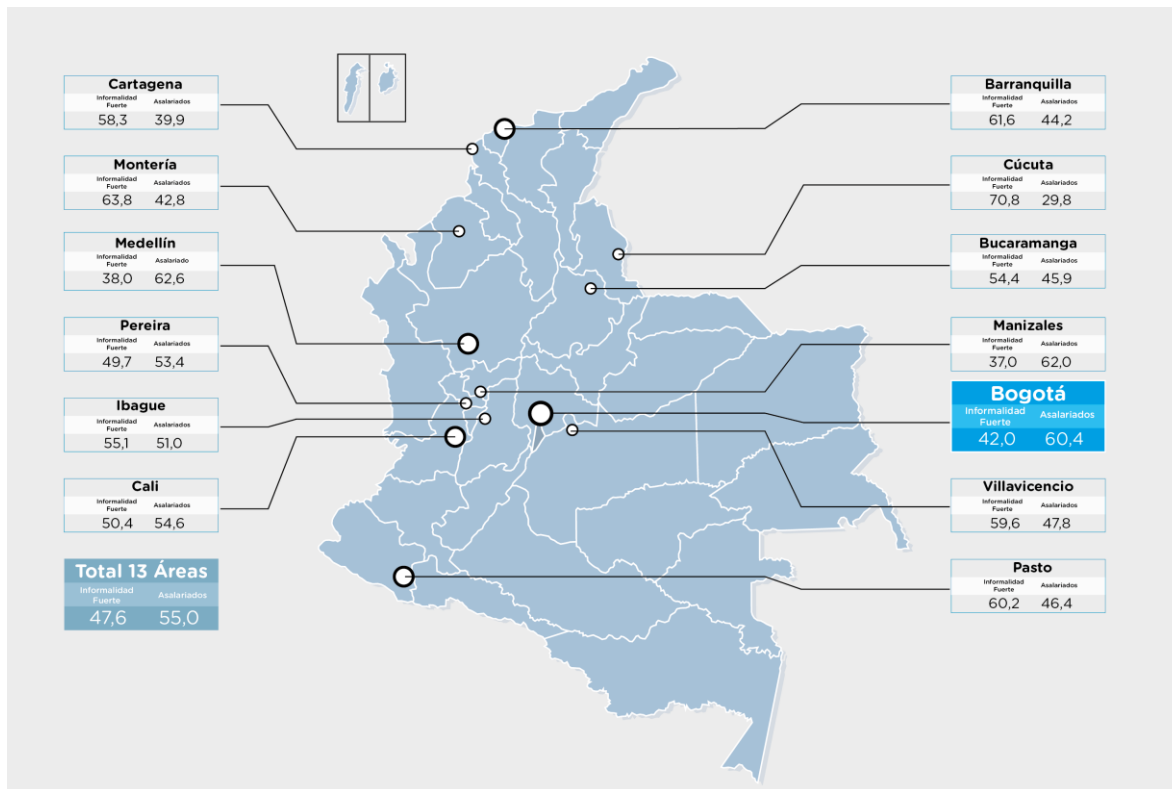 Cartagena
Informalidad Fuerte Asalariados
58,3 39,9
Montería
Informalidad Fuerte Asalariados
63,8 42,8
Medellín
Informalidad Fuerte Asalariado
38,0 62,6
Pereira
Informalidad Fuerte Asalariados
49,7 53,4
Ibague
Informalidad Fuerte Asalariados
55,1 51,0
Cali
Informalidad Fuerte Asalariados
50,4 54,6
Total 13 Áreas
Informalidad Fuerte Asalariados
47,6 55,0
Barranquilla
Informalidad Fuerte Asalariados
61,6 44,2
Cúcuta
Informalidad Fuerte Asalariados
70,8 29,8
Bucaramanga
Informalidad Fuerte Asalariados
54,4 45,9
Manizales
Informalidad Fuerte Asalariados
37,0 62,0
Bogotá
Informalidad Fuerte Asalariados
42,0 60,4
Villavicencio
Informalidad Fuerte Asalariados
59,6 47,8
Pasto
Informalidad Fuerte Asalariados
60,2 46,4